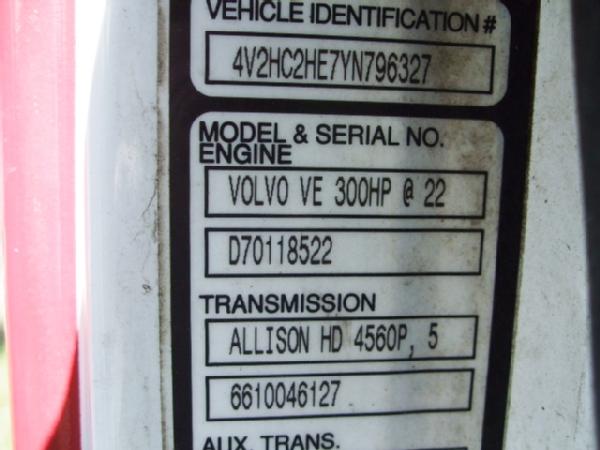 VEHICLE IDENTIFICATION #
4V2HC2HE7YN796327
MODEL & SERIAL NO.
ENGINE
VOLVO VE 300HP @ 22
D70118522
TRANSMISSION
ALLISON HD 4560P, 5
6610046127
AUX. TRANS.